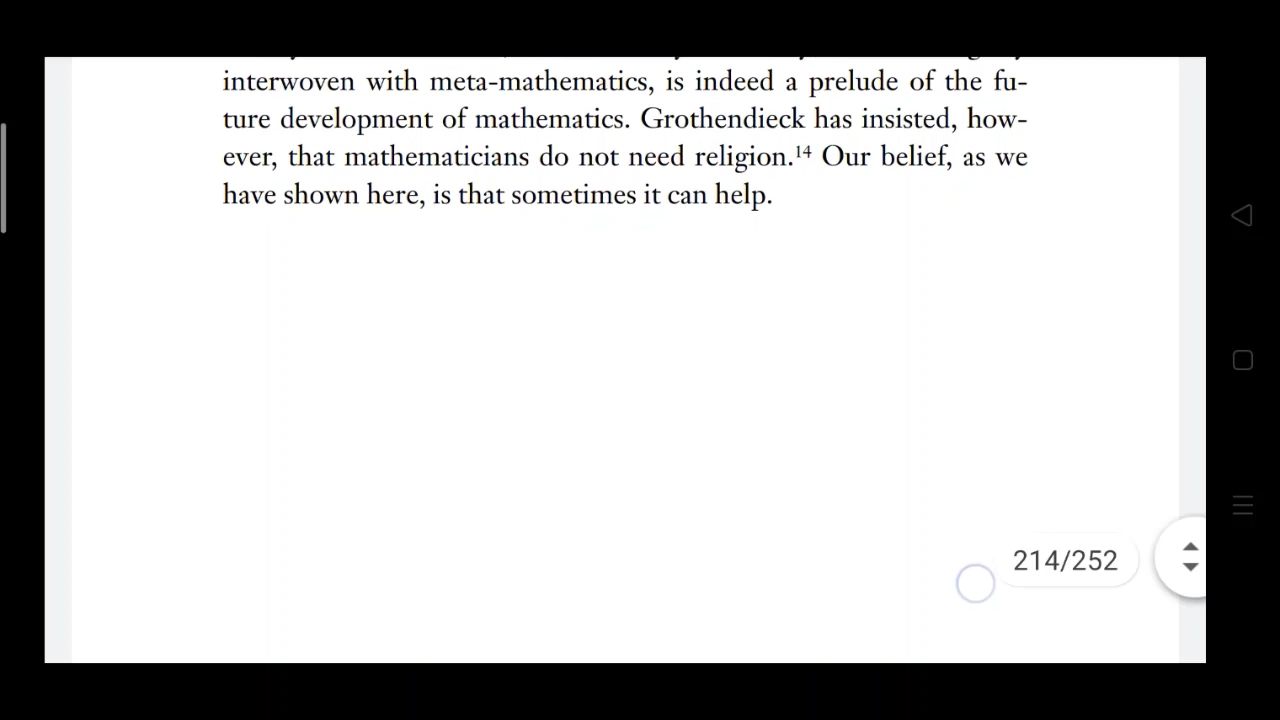 interwoven with meta-mathematics, is indeed a prelude of the fu-
ture development of mathematics. Grothendieck has insisted, how-
ever, that mathematicians do not need religion.¹⁴ Our belief, as we
have shown here, is that sometimes it can help.
214/252